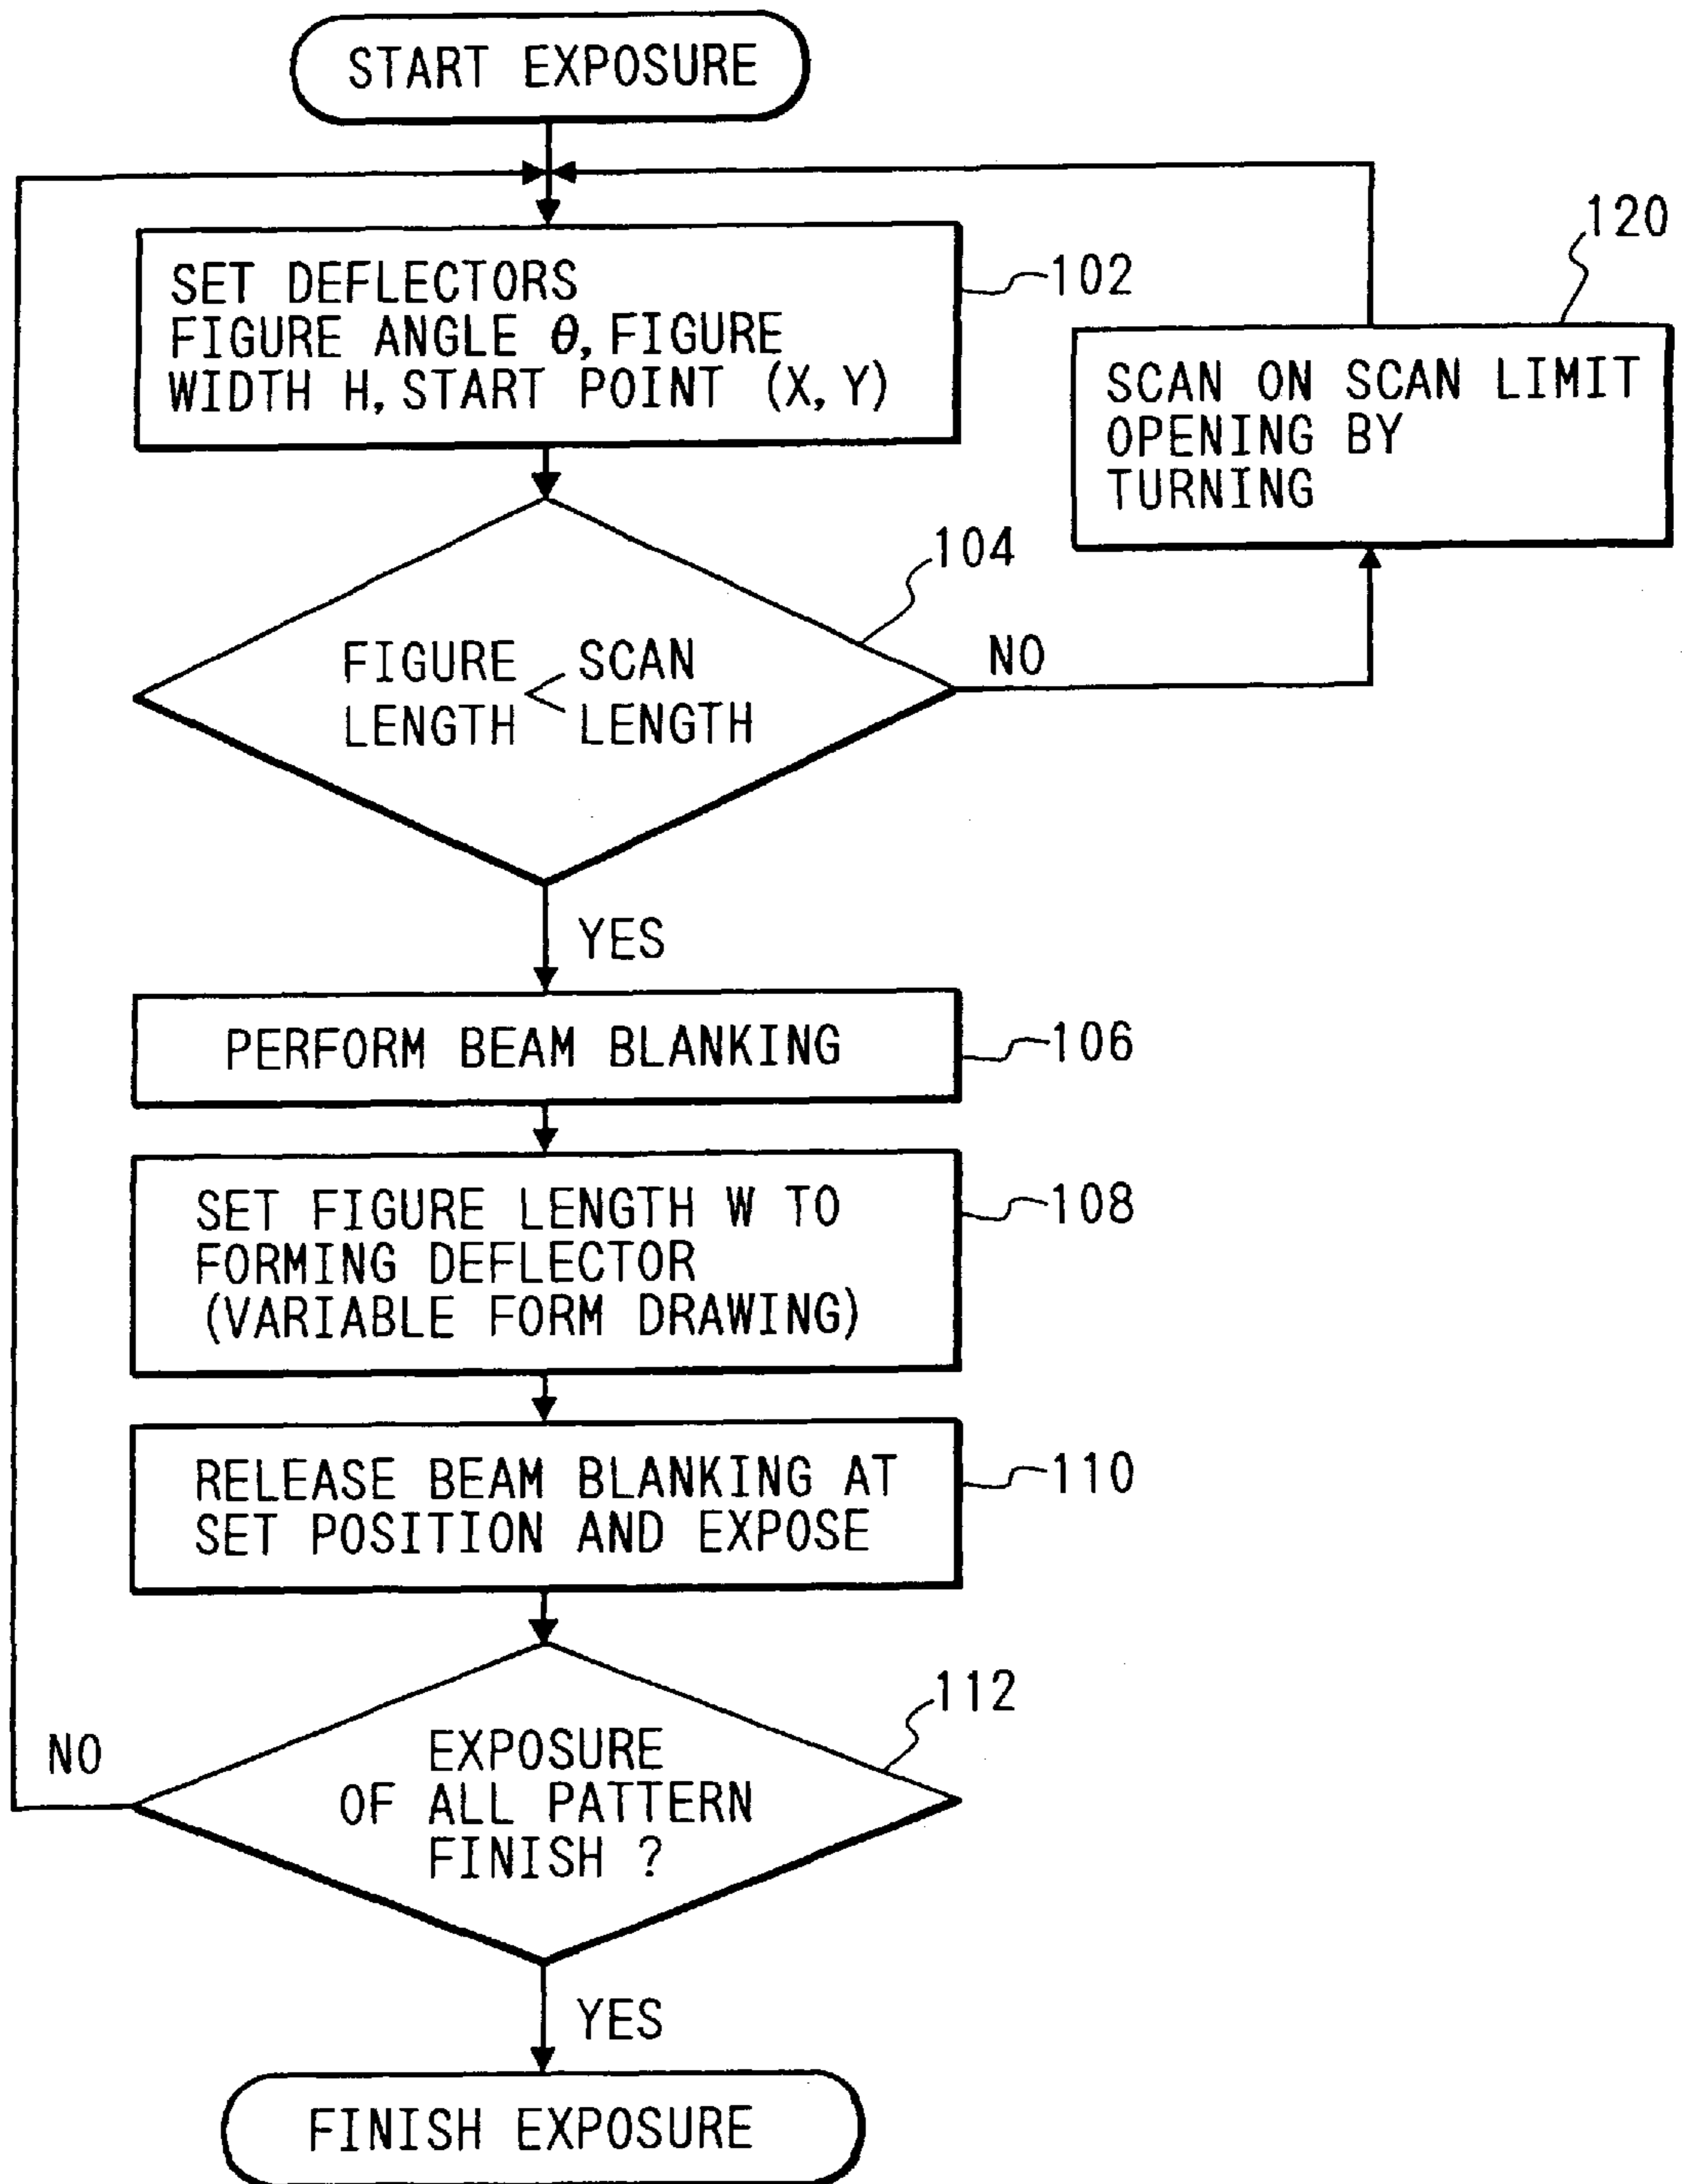 START EXPOSURE
SET DEFLECTORS
FIGURE ANGLE θ, FIGURE
WIDTH H, START POINT (X, Y)
102
120
SCAN ON SCAN LIMIT
OPENING BY
TURNING
104
FIGURE < SCAN
LENGTH LENGTH
NO
YES
PERFORM BEAM BLANKING
106
SET FIGURE LENGTH W TO
FORMING DEFLECTOR
(VARIABLE FORM DRAWING)
108
RELEASE BEAM BLANKING AT
SET POSITION AND EXPOSE
110
112
EXPOSURE
OF ALL PATTERN
FINISH ?
NO
YES
FINISH EXPOSURE